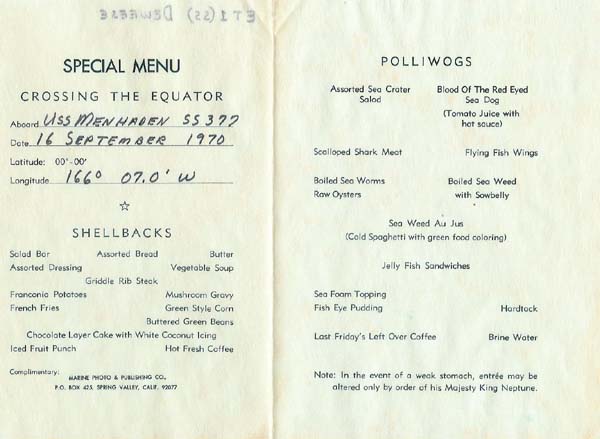 ET1(SS) DEWEESE
SPECIAL MENU
CROSSING THE EQUATOR
Aboard USS MENHADEN SS 377
Date 16 SEPTEMBER 1970
Latitude: 00°-00'
Longitude 166° 07.0' W
☆
SHELLBACKS
Salad Bar Assorted Bread Butter
Assorted Dressing Vegetable Soup
Griddle Rib Steak
Franconia Potatoes Mushroom Gravy
French Fries Green Style Corn
Buttered Green Beans
Chocolate Layer Cake with White Coconut Icing
Iced Fruit Punch Hot Fresh Coffee
Complimentary:
MARINE PHOTO & PUBLISHING CO.,
P.O. BOX 425, SPRING VALLEY, CALIF. 92077
POLLIWOGS
Assorted Sea Crater Blood Of The Red Eyed
Salad Sea Dog
(Tomato Juice with
hot sauce)
Scalloped Shark Meat Flying Fish Wings
Boiled Sea Worms Boiled Sea Weed
Raw Oysters with Sowbelly
Sea Weed Au Jus
(Cold Spaghetti with green food coloring)
Jelly Fish Sandwiches
Sea Foam Topping
Fish Eye Pudding Hardtack
Last Friday's Left Over Coffee Brine Water
Note: In the event of a weak stomach, entrée may be
altered only by order of his Majesty King Neptune.